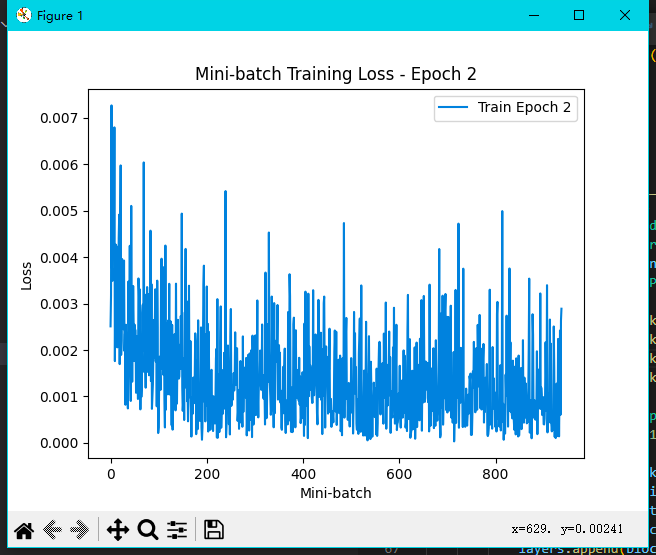 Figure 1
Mini-batch Training Loss - Epoch 2
Train Epoch 2
0.007
0.006
0.005
0.004
0.003
0.002
0.001
0.000
Loss
0 200 400 600 800
Mini-batch
x=629. y=0.00241
67 layers.append(bloc